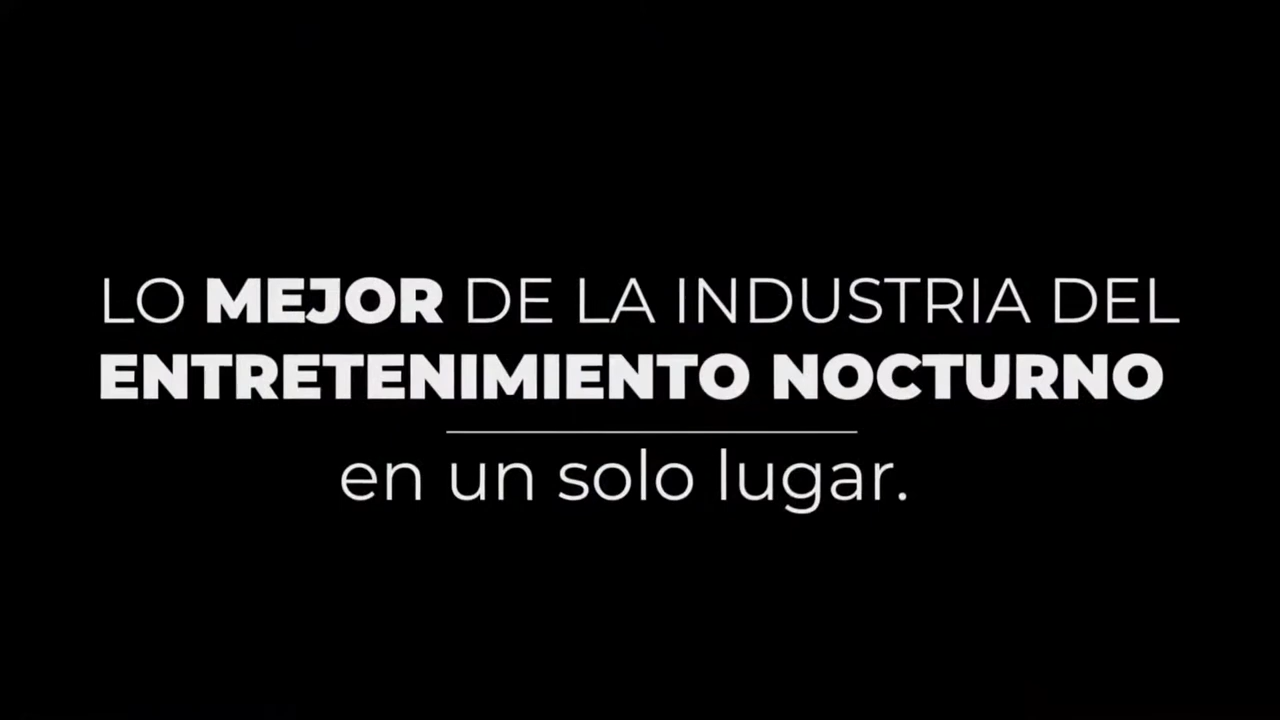 LO MEJOR DE LA INDUSTRIA DEL
ENTRETENIMIENTO NOCTURNO
en un solo lugar.